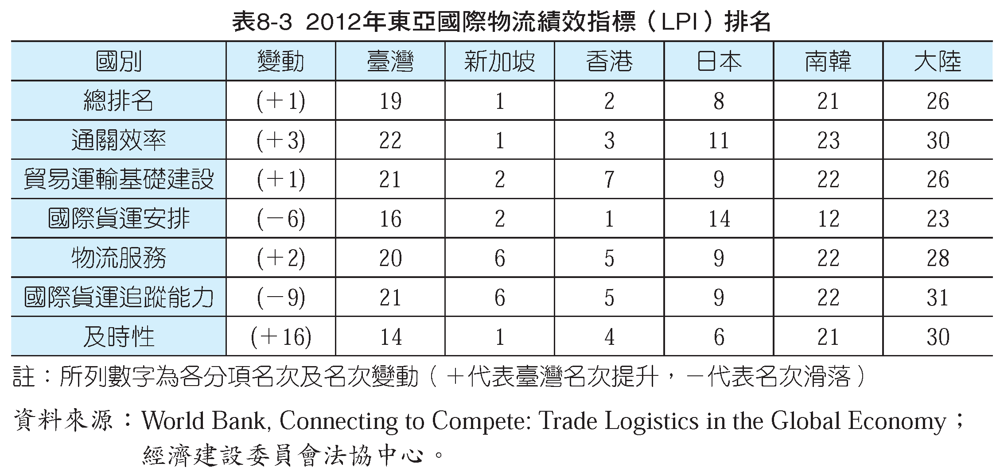 表8-3 2012年東亞國際物流績效指標（LPI）排名
國別 變動 臺灣 新加坡 香港 日本 南韓 大陸
總排名 (＋1) 19 1 2 8 21 26
通關效率 (＋3) 22 1 3 11 23 30
貿易運輸基礎建設 (＋1) 21 2 7 9 22 26
國際貨運安排 (－6) 16 2 1 14 12 23
物流服務 (＋2) 20 6 5 9 22 28
國際貨運追蹤能力 (－9) 21 6 5 9 22 31
及時性 (＋16) 14 1 4 6 21 30
註：所列數字為各分項名次及名次變動（＋代表臺灣名次提升，－代表名次滑落）
資料來源：World Bank, Connecting to Compete: Trade Logistics in the Global Economy；
經濟建設委員會法協中心。